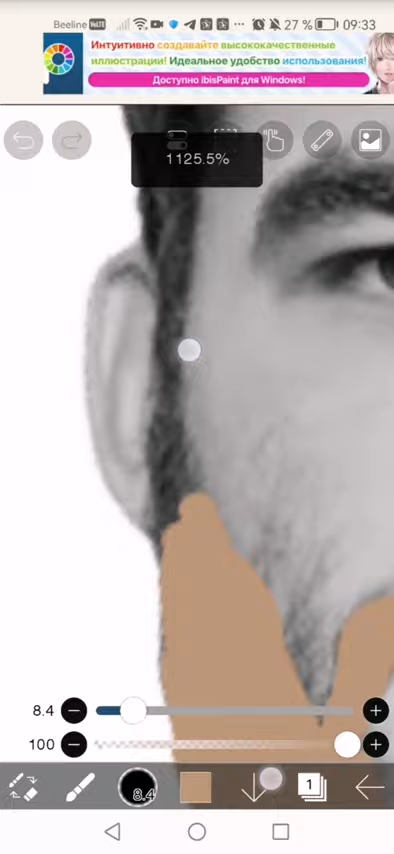 Beeline VoLTE 27 % 09:33
Интуитивно создавайте высококачественные
иллюстрации! Идеальное удобство использования!
Доступно ibisPaint для Windows!
1125.5%
8.4
100
8.4
1